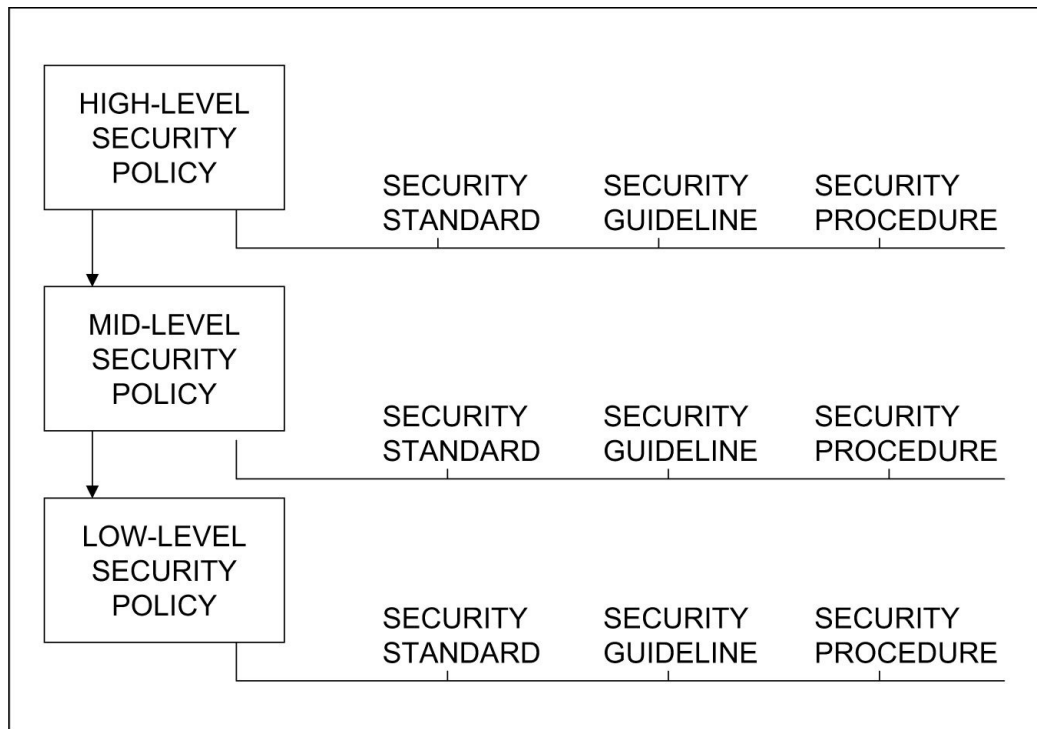 HIGH-LEVEL
SECURITY
POLICY
SECURITY
STANDARD
SECURITY
GUIDELINE
SECURITY
PROCEDURE
MID-LEVEL
SECURITY
POLICY
SECURITY
STANDARD
SECURITY
GUIDELINE
SECURITY
PROCEDURE
LOW-LEVEL
SECURITY
POLICY
SECURITY
STANDARD
SECURITY
GUIDELINE
SECURITY
PROCEDURE